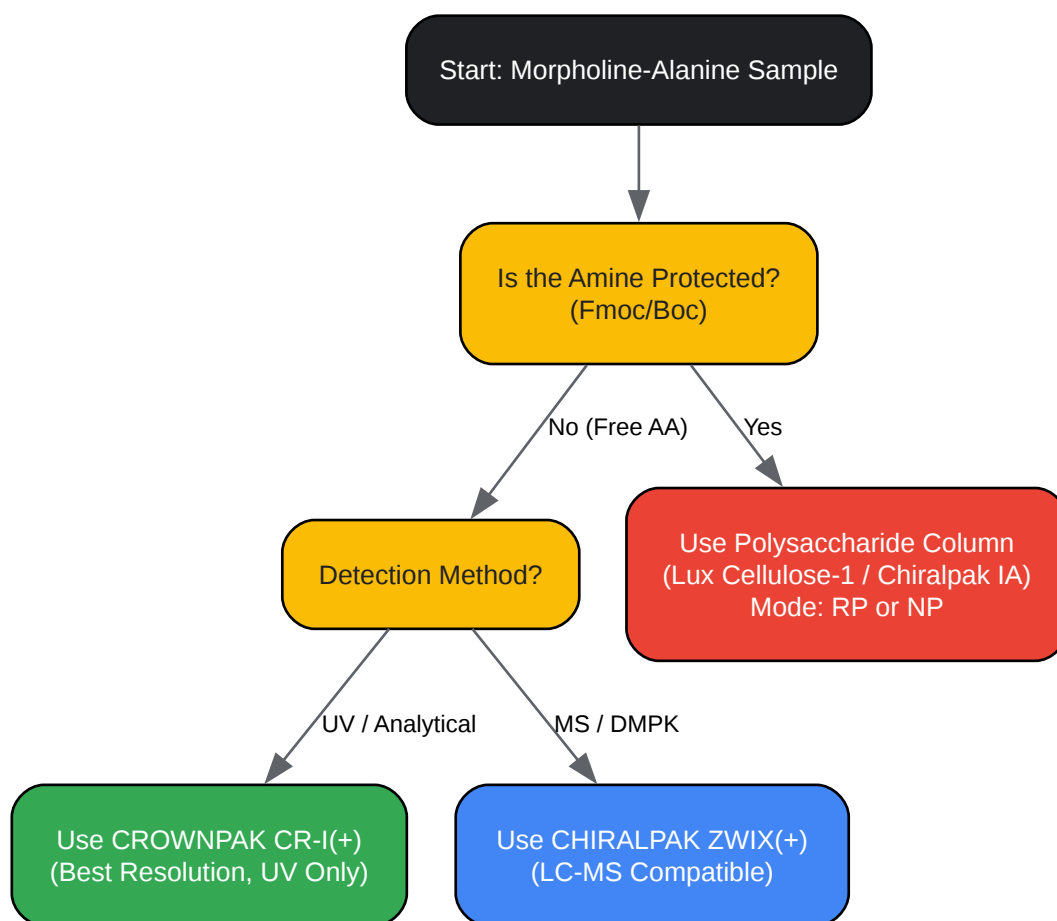 Start: Morpholine-Alanine Sample
Is the Amine Protected?
(Fmoc/Boc)
No (Free AA)
Yes
Detection Method?
Use Polysaccharide Column
(Lux Cellulose-1 / Chiralpak IA)
Mode: RP or NP
UV / Analytical
MS / DMPK
Use CROWNPAK CR-I(+)
(Best Resolution, UV Only)
Use CHIRALPAK ZWIX(+)
(LC-MS Compatible)